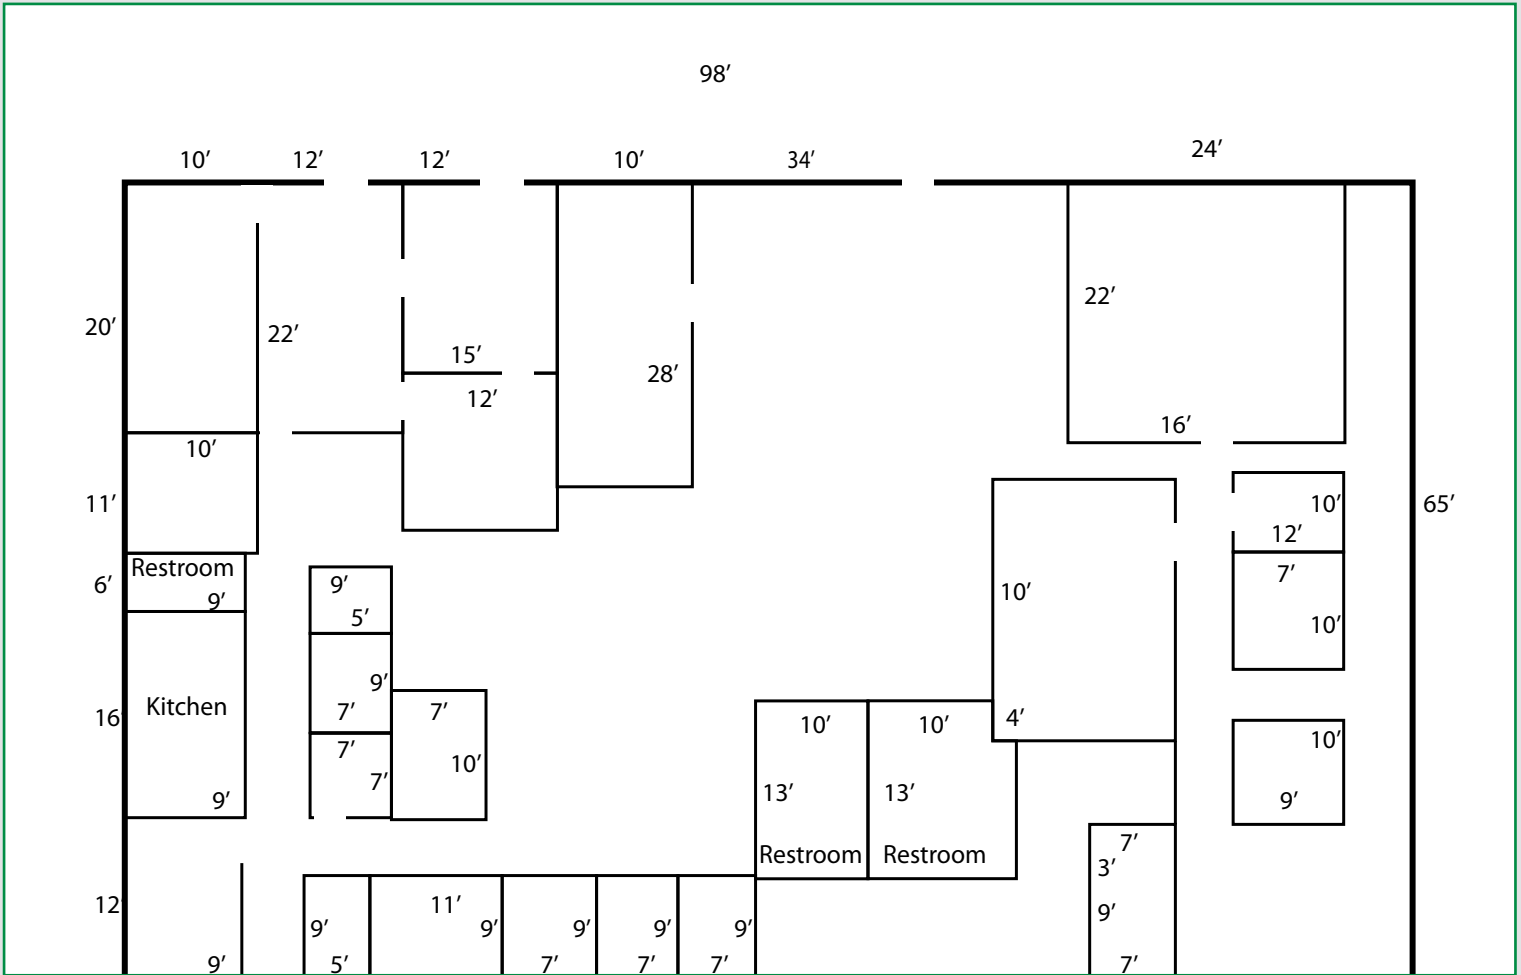 98’
24’
10’ 12’ 12’ 10’ 34’
22’
20’ 22’
15’
28’
12’
16’
10’
11’ 10’ 65’
12’
Restroom 7’
6’ 9’ 10’
9’
5’ 10’
9’
16’ Kitchen 7’ 7’ 4’
10’ 10’
7’ 10’
10’
7’
13’ 13’
9’ 9’
7’
Restroom Restroom
3’
12’ 11’
9’ 9’ 9’ 9’ 9’ 9’
9’ 5’ 7’ 7’ 7’ 7’